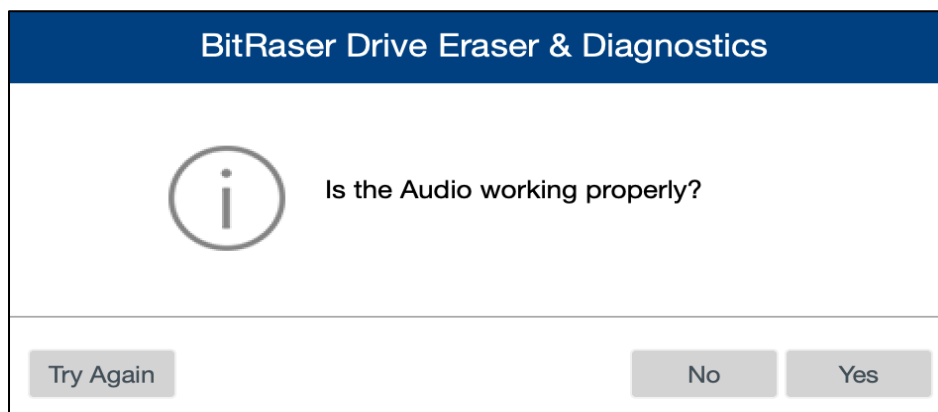 BitRaser Drive Eraser & Diagnostics
Is the Audio working properly?
Try Again
No
Yes